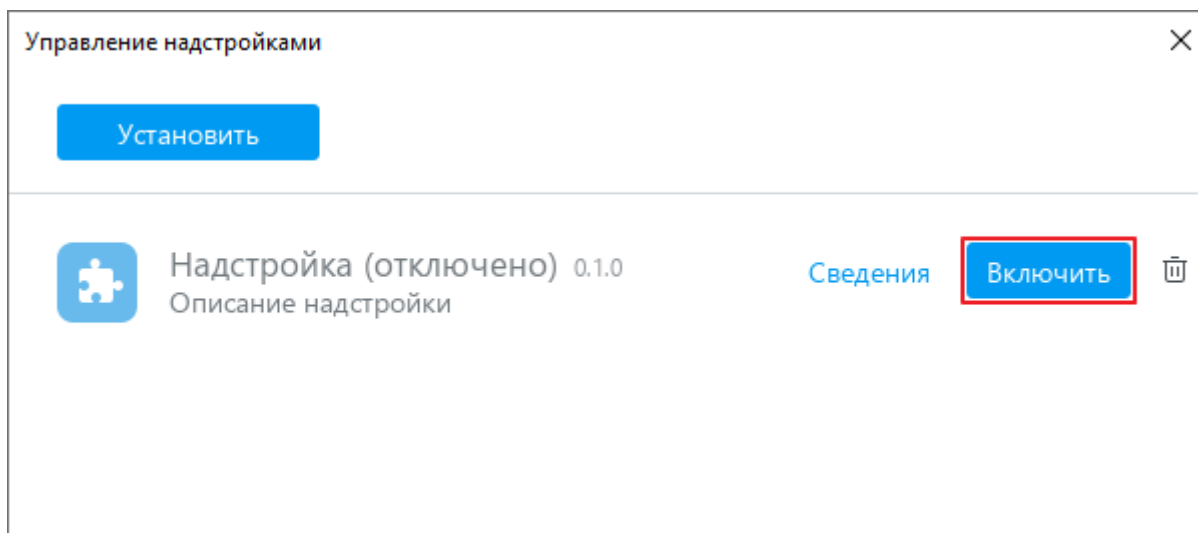 Управление надстройками
Установить
Надстройка (отключено) 0.1.0 Сведения Включить
Описание надстройки